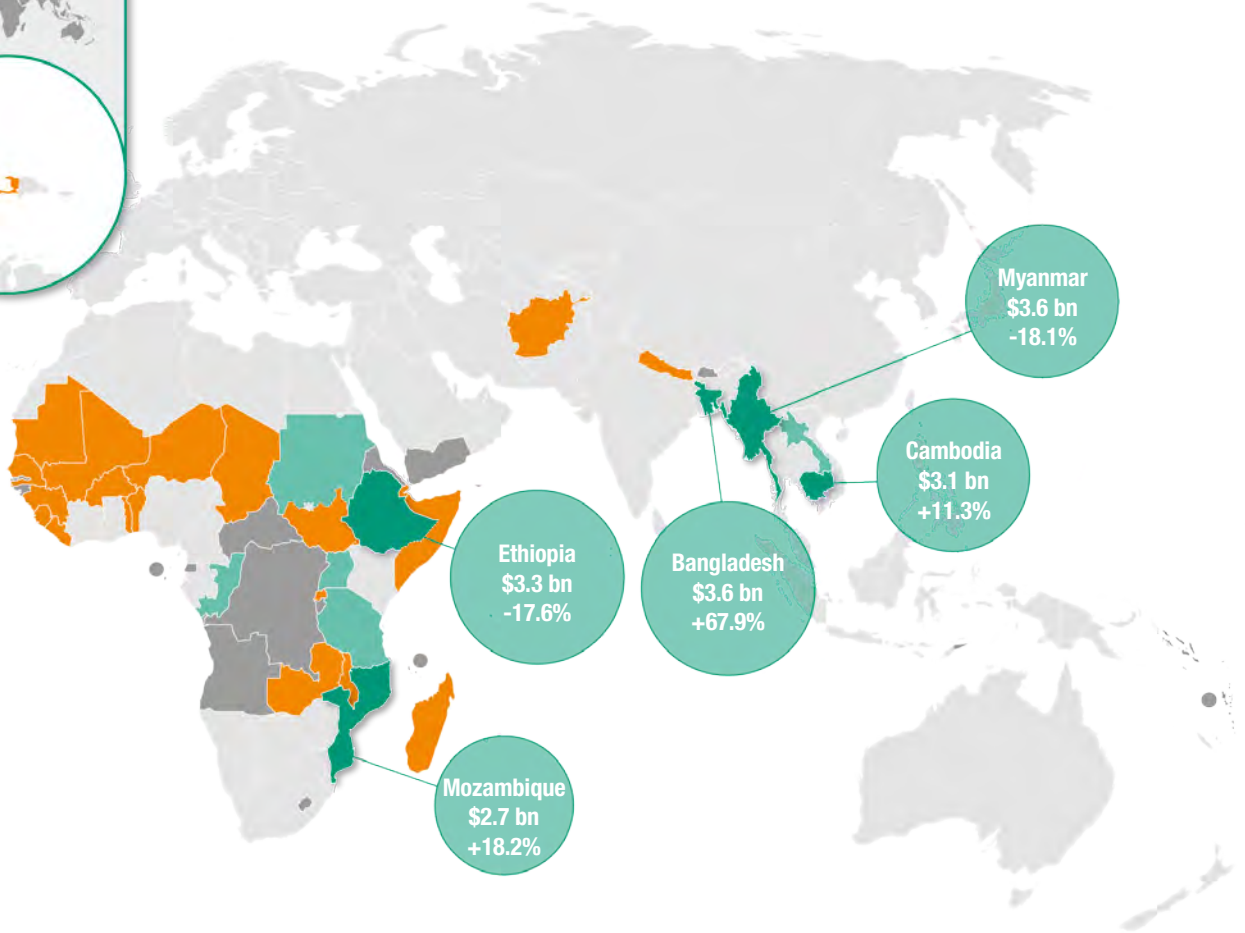 Myanmar
$3.6 bn
-18.1%
Cambodia
$3.1 bn
+11.3%
Ethiopia
$3.3 bn
-17.6%
Bangladesh
$3.6 bn
+67.9%
Mozambique
$2.7 bn
+18.2%